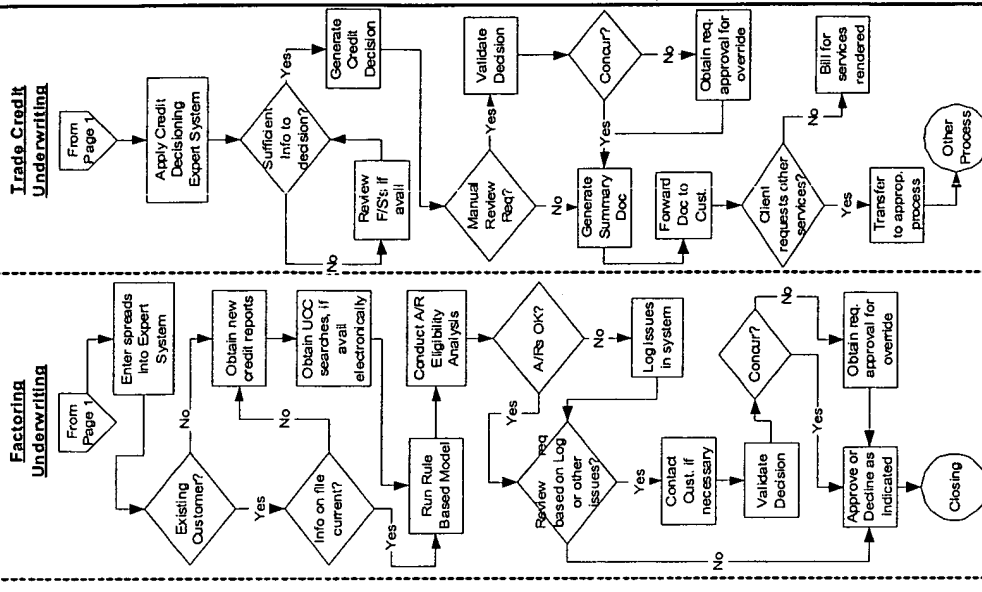 Trade Credit
Underwriting
From
Page 1
Apply Credit
Decisioning
Expert System
Sufficient
Info to
decision?
Yes
No
Review
F/S's if
avail
Generate
Credit
Decision
Manual
Review
Req?
Yes
No
Validate
Decision
Concur?
Yes
No
Obtain req.
approval for
override
Generate
Summary
Doc
Forward
Doc to
Cust.
Client
requests other
services?
No
Yes
Bill for
services
rendered
Transfer
to approp.
process
Other
Process
Factoring
Underwriting
From
Page 1
Enter spreads
into Expert
System
Existing
Customer?
No
Yes
Obtain new
credit reports
Info on file
current?
No
Yes
Obtain UCC
searches, if
avail
electronically
Run Rule
Based Model
Conduct A/R
Eligibility
Analysis
A/Rs OK?
Yes
No
Log issues
in system
Review req
based on Log
or other
issues?
Yes
No
Contact
Cust. if
necessary
Validate
Decision
Concur?
No
Yes
Obtain req.
approval for
override
Approve or
Decline as
Indicated
Closing